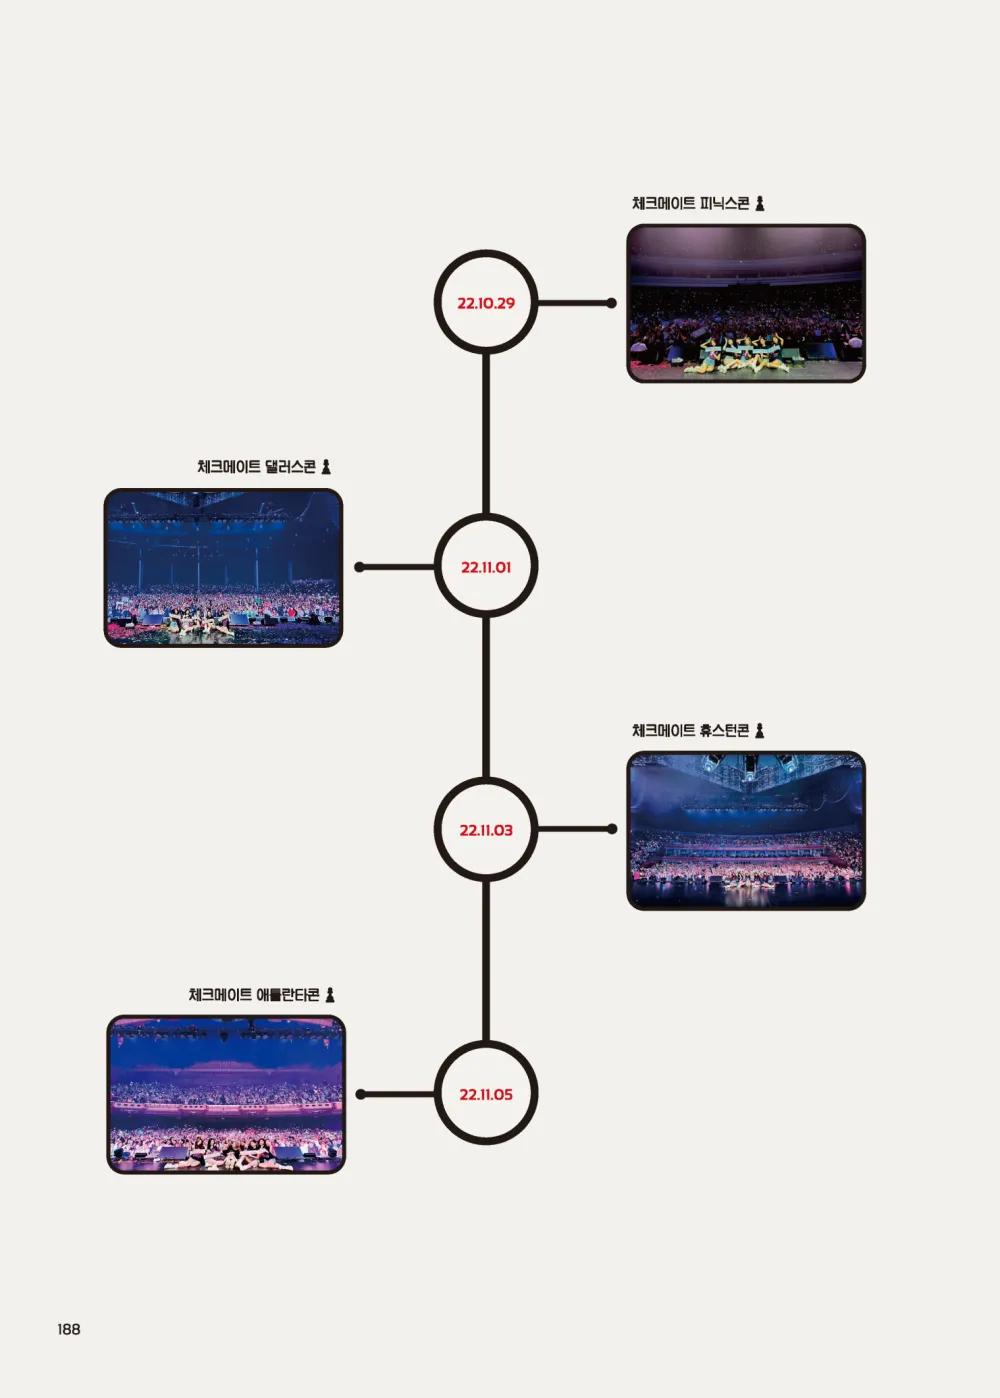 체크메이트 피닉스콘
22.10.29
체크메이트 댈러스콘
22.11.01
체크메이트 휴스턴콘
22.11.03
체크메이트 애틀란타콘
22.11.05
188